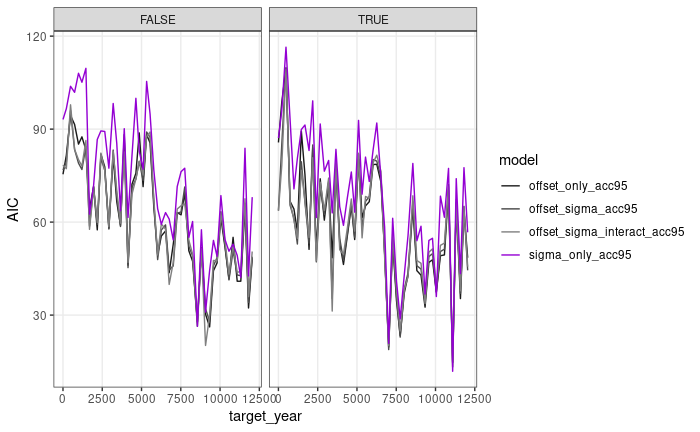 FALSE
TRUE
AIC
120
90
60
30
0
2500
5000
7500
10000
12500
0
2500
5000
7500
10000
12500
target_year
model
offset_only_acc95
offset_sigma_acc95
offset_sigma_interact_acc95
sigma_only_acc95